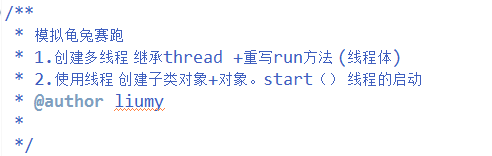 /**
* 模拟龟兔赛跑
* 1.创建多线程 继承thread +重写run方法 (线程体)
* 2.使用线程 创建子类对象+对象。start（） 线程的启动
* @author liumy
*
*/